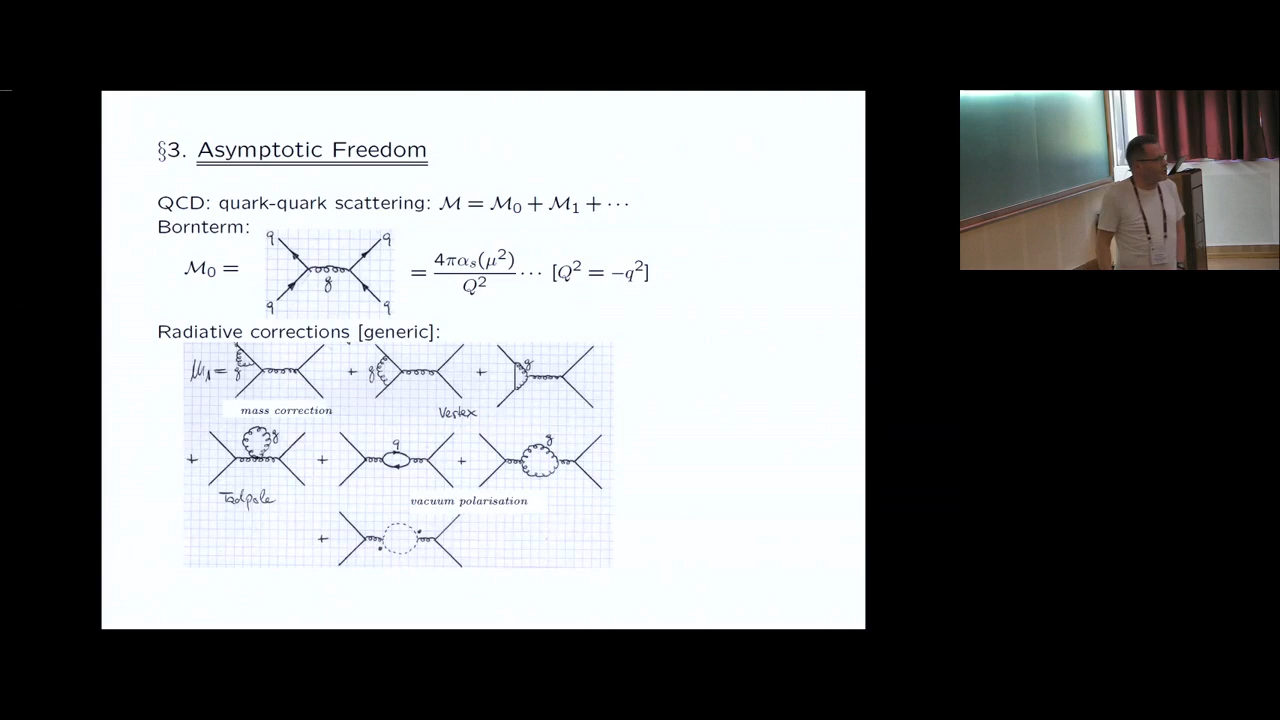 §3. Asymptotic Freedom
QCD: quark-quark scattering: ℳ = ℳ₀ + ℳ₁ + ···
Bornterm:
q q
ℳ₀ = g = 4παₛ(μ²)/Q² ··· [Q² = −q²]
q q
Radiative corrections [generic]:
ℳ₁ = g + g + g
mass correction Vertex
+ g + q + g
Tadpole vacuum polarisation
+